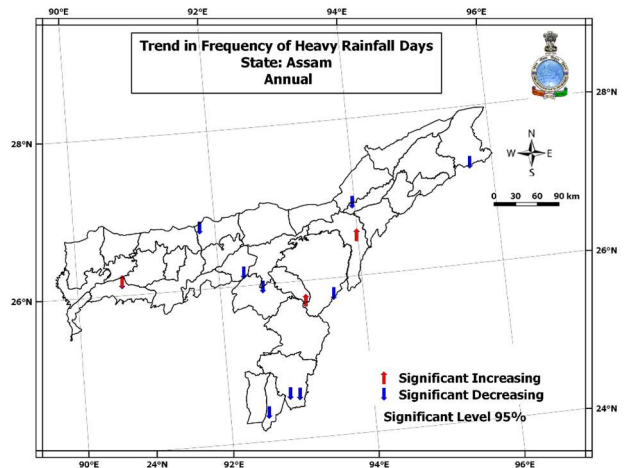 90°E 92°E 94°E 96°E
Trend in Frequency of Heavy Rainfall Days
State: Assam
Annual
28°N 28°N
N
W E
S
0 30 60 90 km
26°N 26°N
Significant Increasing
Significant Decreasing
Significant Level 95%
24°N
90°E 24°N 92°E 94°E 96°E